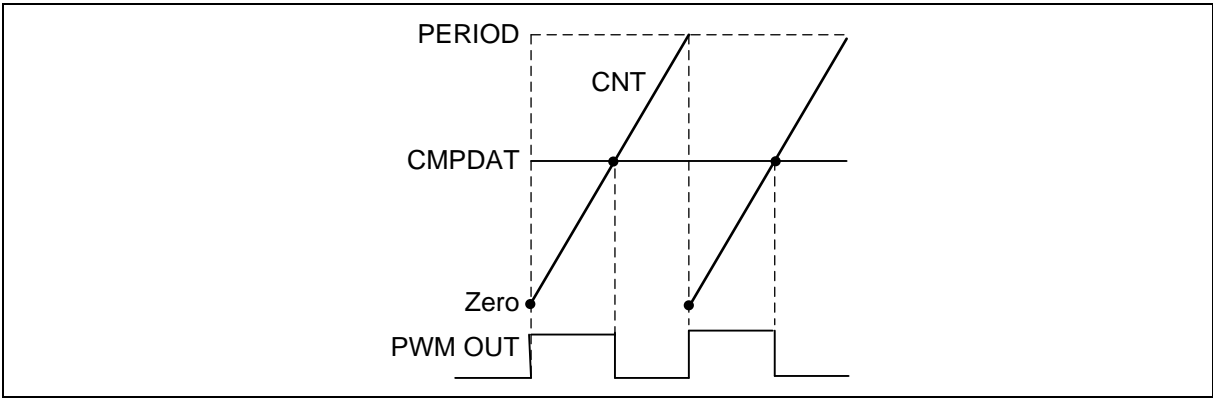 PERIOD
CNT
CMPDAT
Zero
PWM OUT